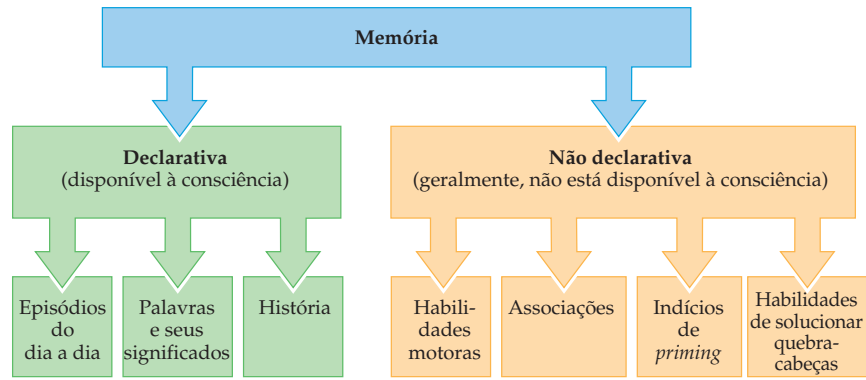 Memória
Declarativa
(disponível à consciência)
Não declarativa
(geralmente, não está disponível à consciência)
Episódios
do
dia a dia
Palavras
e seus
significados
História
Habili-
dades
motoras
Associações
Indícios
de
priming
Habilidades
de solucionar
quebra-
cabeças